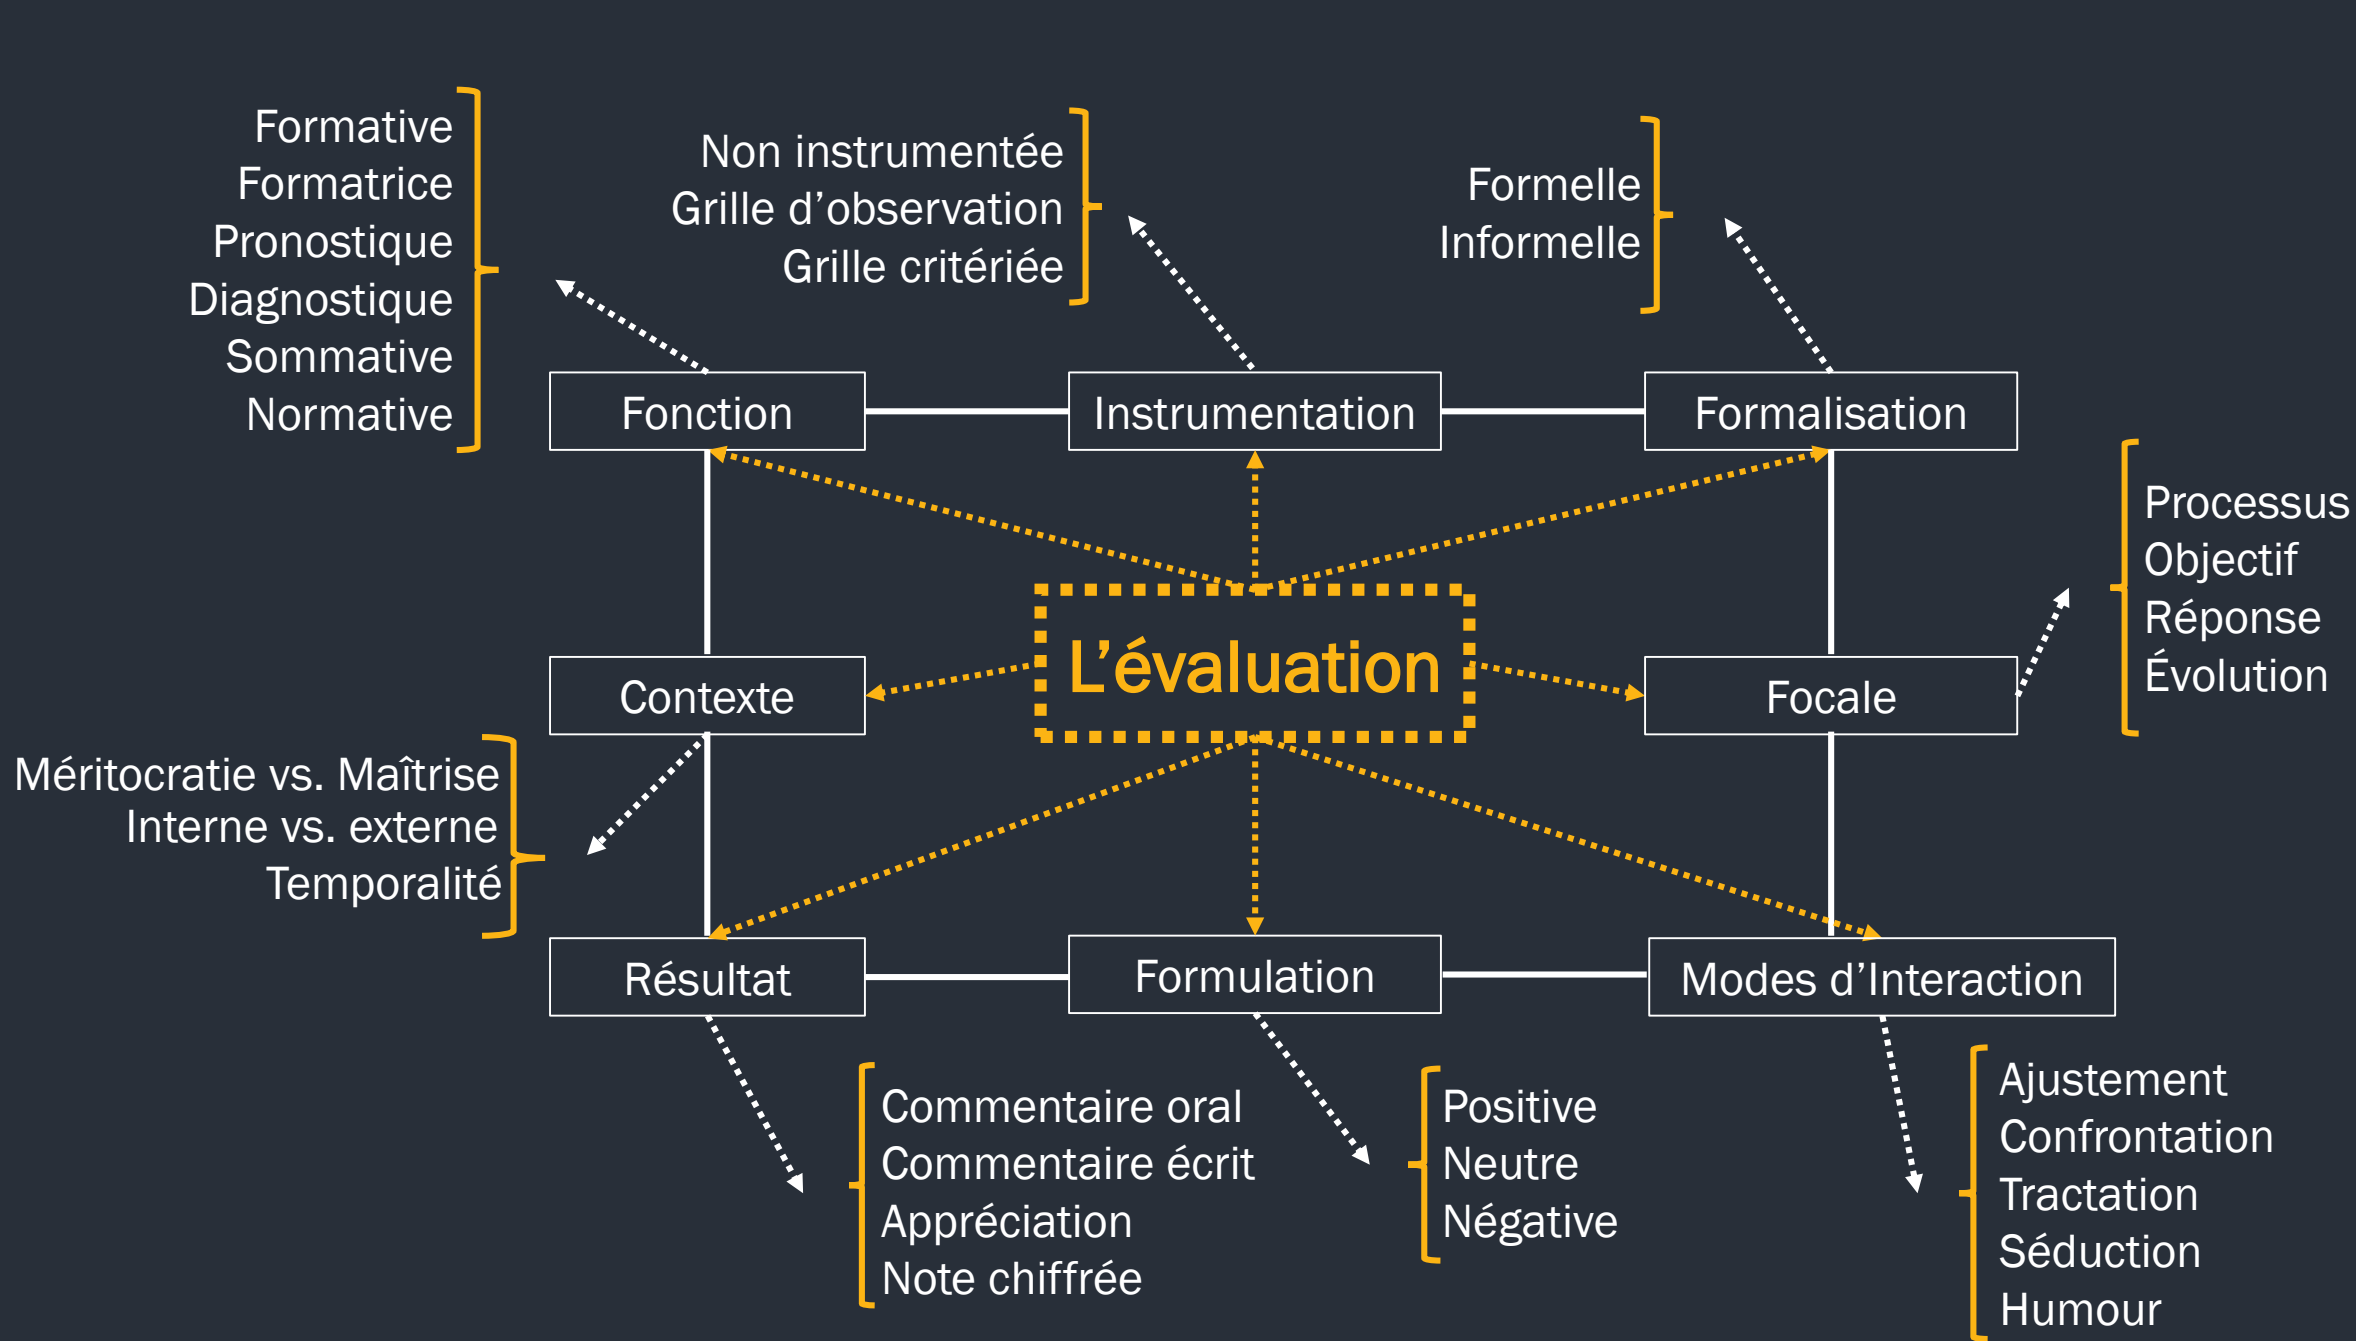 Formative
Formatrice
Pronostique
Diagnostique
Sommative
Normative
Non instrumentée
Grille d’observation
Grille critériée
Formelle
Informelle
Fonction
Instrumentation
Formalisation
Processus
Objectif
Réponse
Évolution
L’évaluation
Contexte
Focale
Méritocratie vs. Maîtrise
Interne vs. externe
Temporalité
Résultat
Formulation
Modes d’Interaction
Commentaire oral
Commentaire écrit
Appréciation
Note chiffrée
Positive
Neutre
Négative
Ajustement
Confrontation
Tractation
Séduction
Humour